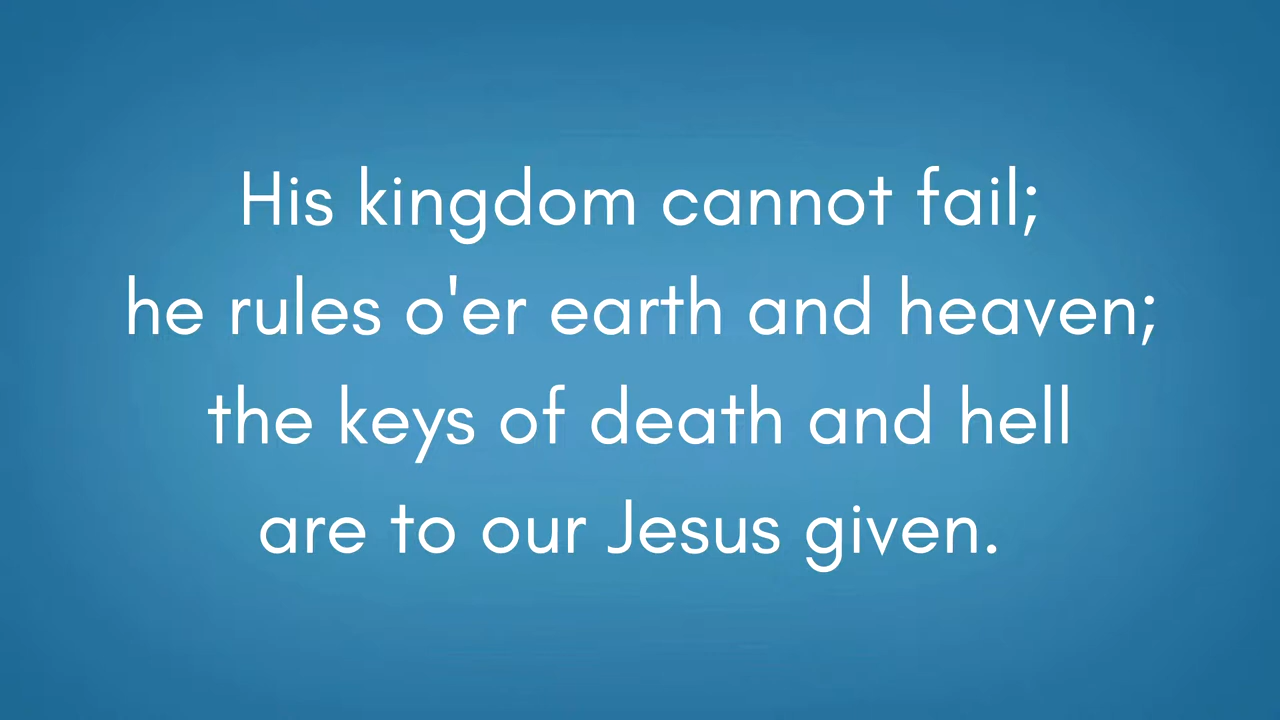 His kingdom cannot fail;
he rules o'er earth and heaven;
the keys of death and hell
are to our Jesus given.